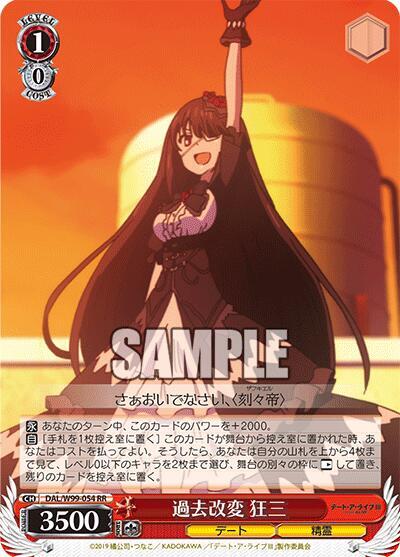 LEVEL
1
0
COST
SAMPLE
ザフキエル
さぁおいでなさい、〈刻々帝〉
永 あなたのターン中、このカードのパワーを＋2000。
自 ［手札を1枚控え室に置く］ このカードが舞台から控え室に置かれた時、あ
なたはコストを払ってよい。そうしたら、あなたは自分の山札を上から4枚ま
で見て、レベル0以下のキャラを2枚まで選び、舞台の別々の枠に置き、
残りのカードを控え室に置く。
CH DAL/W99-054 RR
3500
過去改変 狂三
デート・ア・ライブIII
デート
精霊
©2019 橘公司・つなこ／KADOKAWA ／「デート・ア・ライブIII」製作委員会